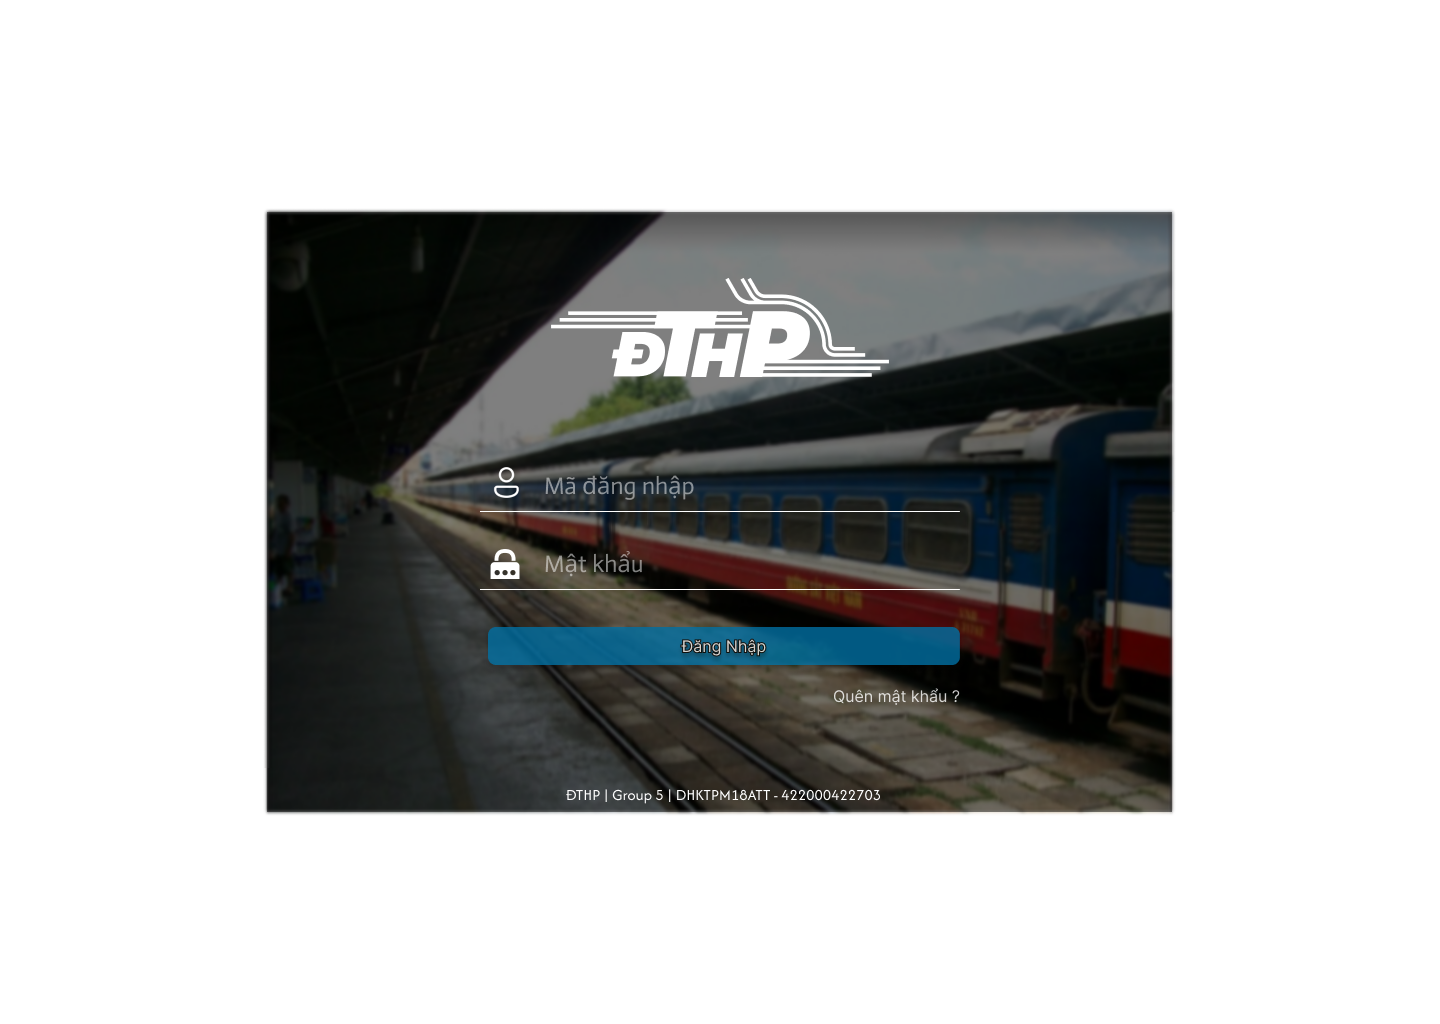 ĐTHP
Mã đăng nhập
Mật khẩu
Đăng Nhập
Quên mật khẩu ?
ĐTHP | Group 5 | DHKTPM18ATT - 422000422703